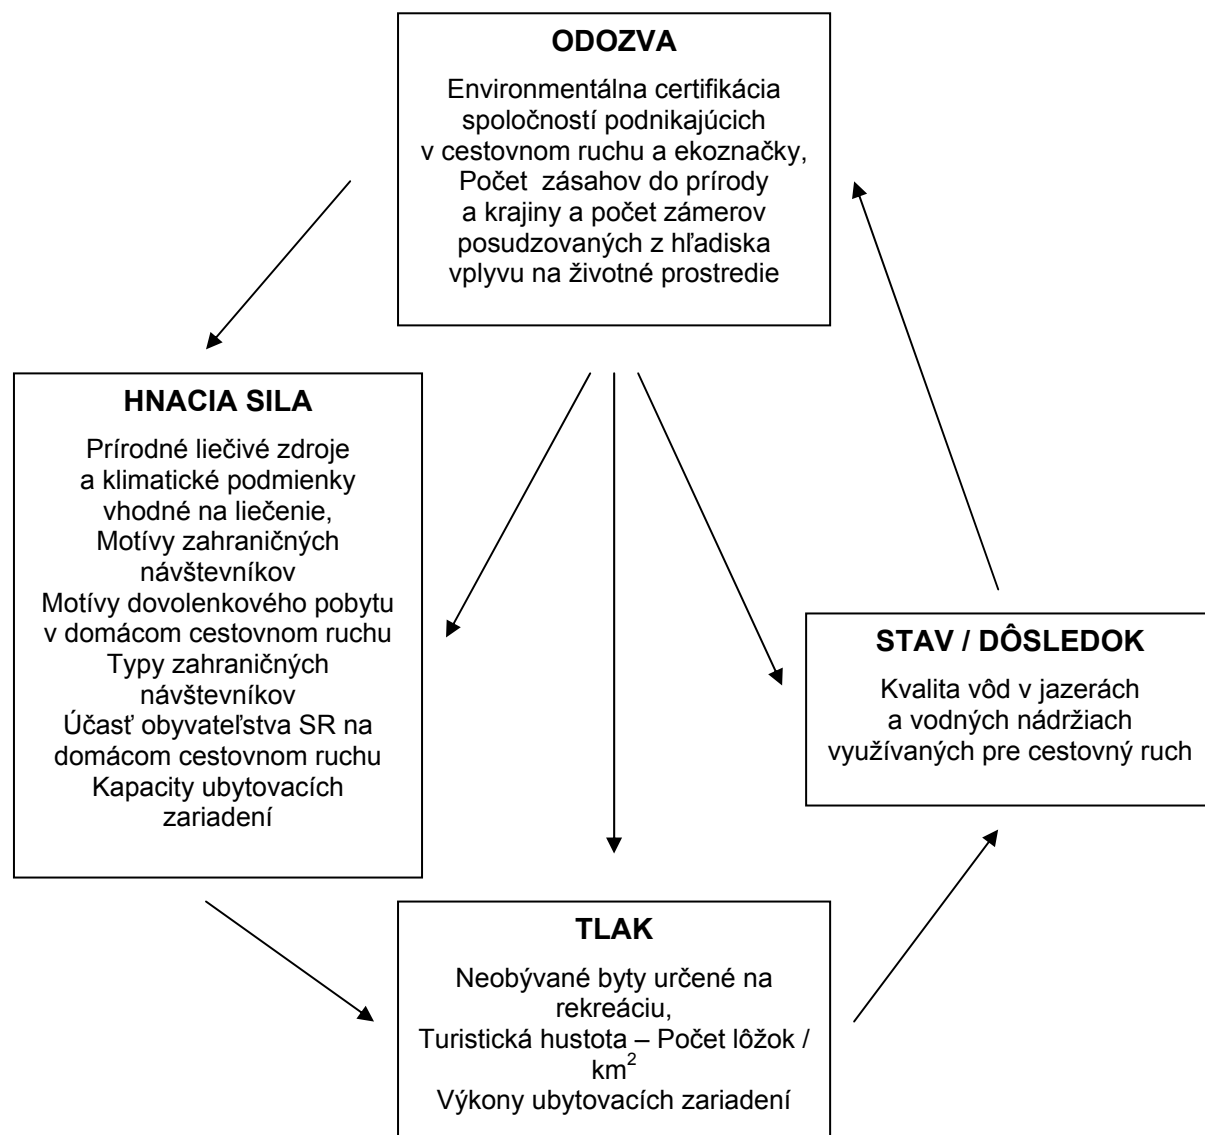 ODOZVA
Environmentálna certifikácia
spoločností podnikajúcich
v cestovnom ruchu a ekoznačky,
Počet zásahov do prírody
a krajiny a počet zámerov
posudzovaných z hľadiska
vplyvu na životné prostredie
HNACIA SILA
Prírodné liečivé zdroje
a klimatické podmienky
vhodné na liečenie,
Motívy zahraničných
návštevníkov
Motívy dovolenkového pobytu
v domácom cestovnom ruchu
Typy zahraničných
návštevníkov
Účasť obyvateľstva SR na
domácom cestovnom ruchu
Kapacity ubytovacích
zariadení
STAV / DÔSLEDOK
Kvalita vôd v jazerách
a vodných nádržiach
využívaných pre cestovný ruch
TLAK
Neobývané byty určené na
rekreáciu,
Turistická hustota – Počet lôžok /
km²
Výkony ubytovacích zariadení